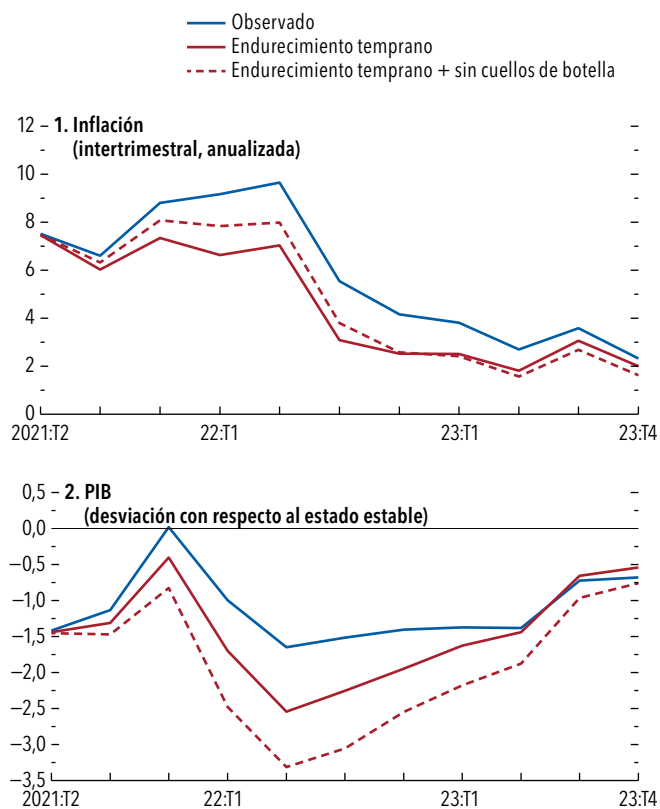 Observado
Endurecimiento temprano
Endurecimiento temprano + sin cuellos de botella
12
1. Inflación
(intertrimestral, anualizada)
10
8
6
4
2
0
2021:T2
22:T1
23:T1
23:T4
0,5
2. PIB
(desviación con respecto al estado estable)
0,0
–0,5
–1,0
–1,5
–2,0
–2,5
–3,0
–3,5
2021:T2
22:T1
23:T1
23:T4